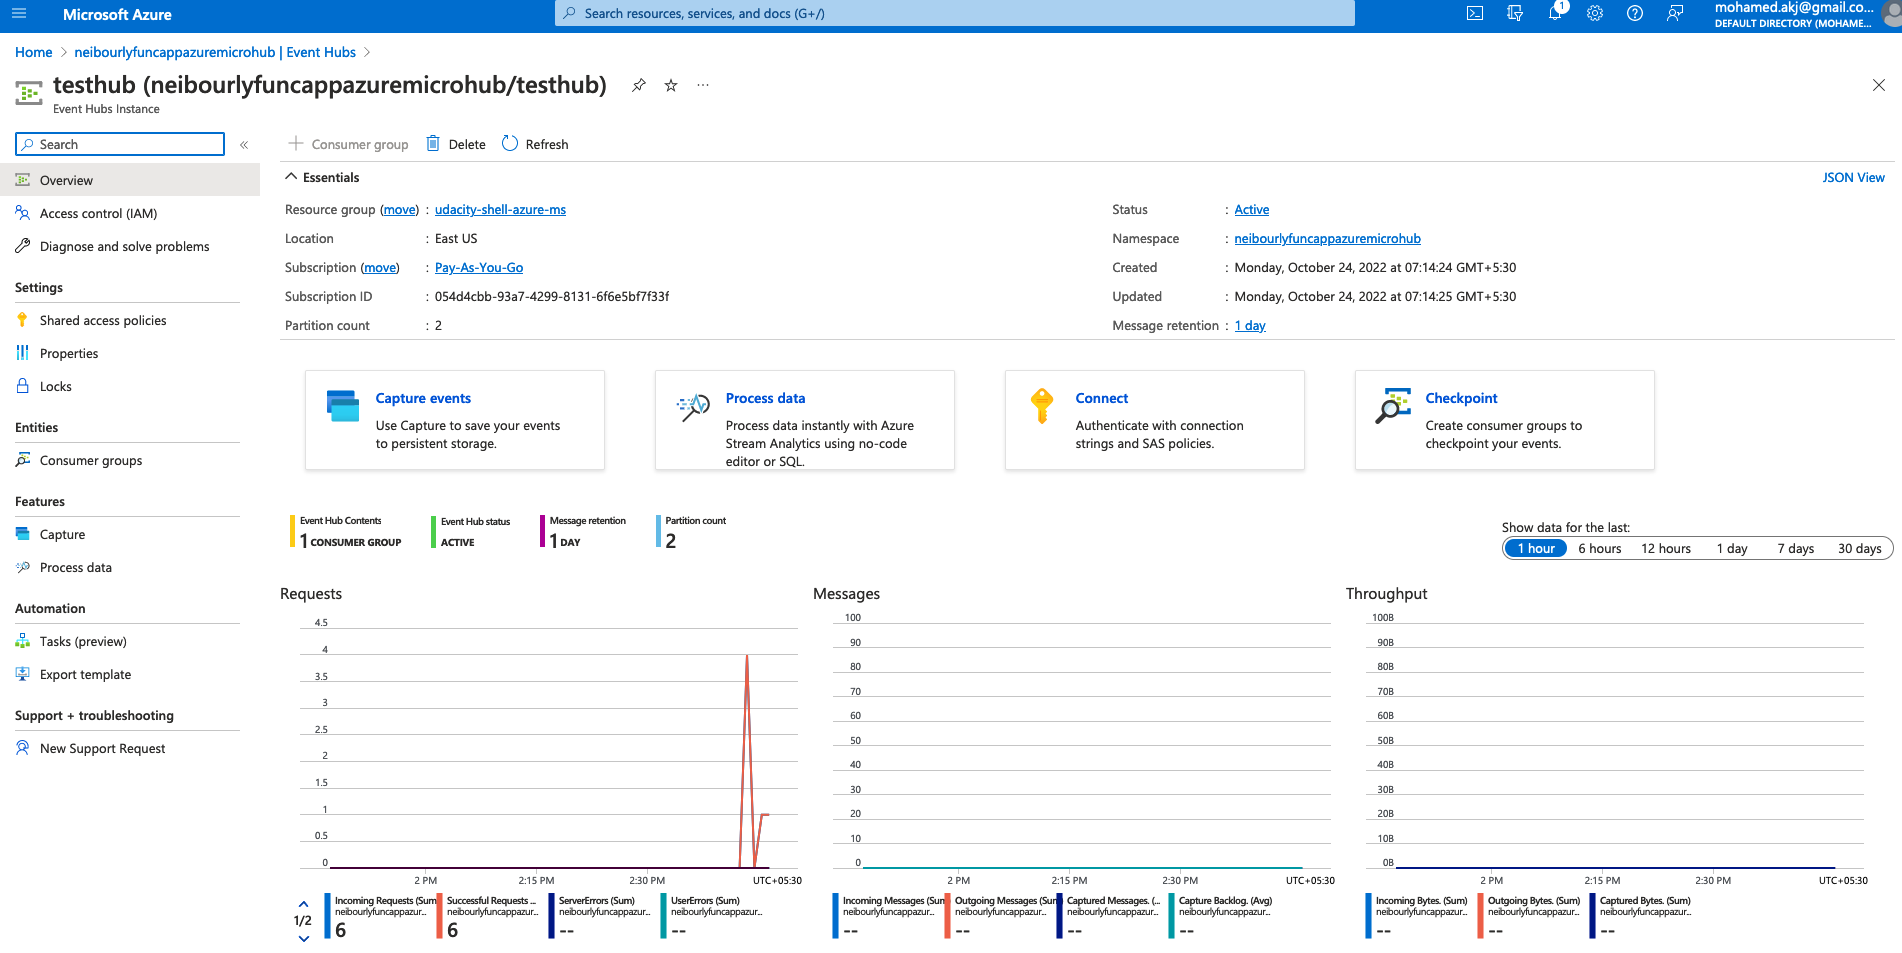 Microsoft Azure
Search resources, services, and docs (G+/)
1
mohamed.akj@gmail.co...
DEFAULT DIRECTORY (MOHAME...
Home > neibourlyfuncappazuremicrohub | Event Hubs >
testhub (neibourlyfuncappazuremicrohub/testhub)
Event Hubs Instance
Search
Overview
Access control (IAM)
Diagnose and solve problems
Settings
Shared access policies
Properties
Locks
Entities
Consumer groups
Features
Capture
Process data
Automation
Tasks (preview)
Export template
Support + troubleshooting
New Support Request
Consumer group
Delete
Refresh
Essentials
JSON View
Resource group (move) : udacity-shell-azure-ms
Location : East US
Subscription (move) : Pay-As-You-Go
Subscription ID : 054d4cbb-93a7-4299-8131-6f6e5bf7f33f
Partition count : 2
Status : Active
Namespace : neibourlyfuncappazuremicrohub
Created : Monday, October 24, 2022 at 07:14:24 GMT+5:30
Updated : Monday, October 24, 2022 at 07:14:25 GMT+5:30
Message retention : 1 day
Capture events
Use Capture to save your events
to persistent storage.
Process data
Process data instantly with Azure
Stream Analytics using no-code
editor or SQL.
Connect
Authenticate with connection
strings and SAS policies.
Checkpoint
Create consumer groups to
checkpoint your events.
Event Hub Contents
1 CONSUMER GROUP
Event Hub status
ACTIVE
Message retention
1 DAY
Partition count
2
Show data for the last:
1 hour 6 hours 12 hours 1 day 7 days 30 days
Requests
4.5
4
3.5
3
2.5
2
1.5
1
0.5
0
2 PM 2:15 PM 2:30 PM UTC+05:30
1/2
Incoming Requests (Sum
neibourlyfuncappazur...
6
Successful Requests ...
neibourlyfuncappazur...
6
ServerErrors (Sum)
neibourlyfuncappazur...
--
UserErrors (Sum)
neibourlyfuncappazur...
--
Messages
100
90
80
70
60
50
40
30
20
10
0
2 PM 2:15 PM 2:30 PM UTC+05:30
Incoming Messages (Sum
neibourlyfuncappazur...
--
Outgoing Messages (Sum
neibourlyfuncappazur...
--
Captured Messages. (...
neibourlyfuncappazur...
--
Capture Backlog. (Avg)
neibourlyfuncappazur...
--
Throughput
100B
90B
80B
70B
60B
50B
40B
30B
20B
10B
0B
2 PM 2:15 PM 2:30 PM UTC+05:30
Incoming Bytes. (Sum)
neibourlyfuncappazur...
--
Outgoing Bytes. (Sum)
neibourlyfuncappazur...
--
Captured Bytes. (Sum)
neibourlyfuncappazur...
--